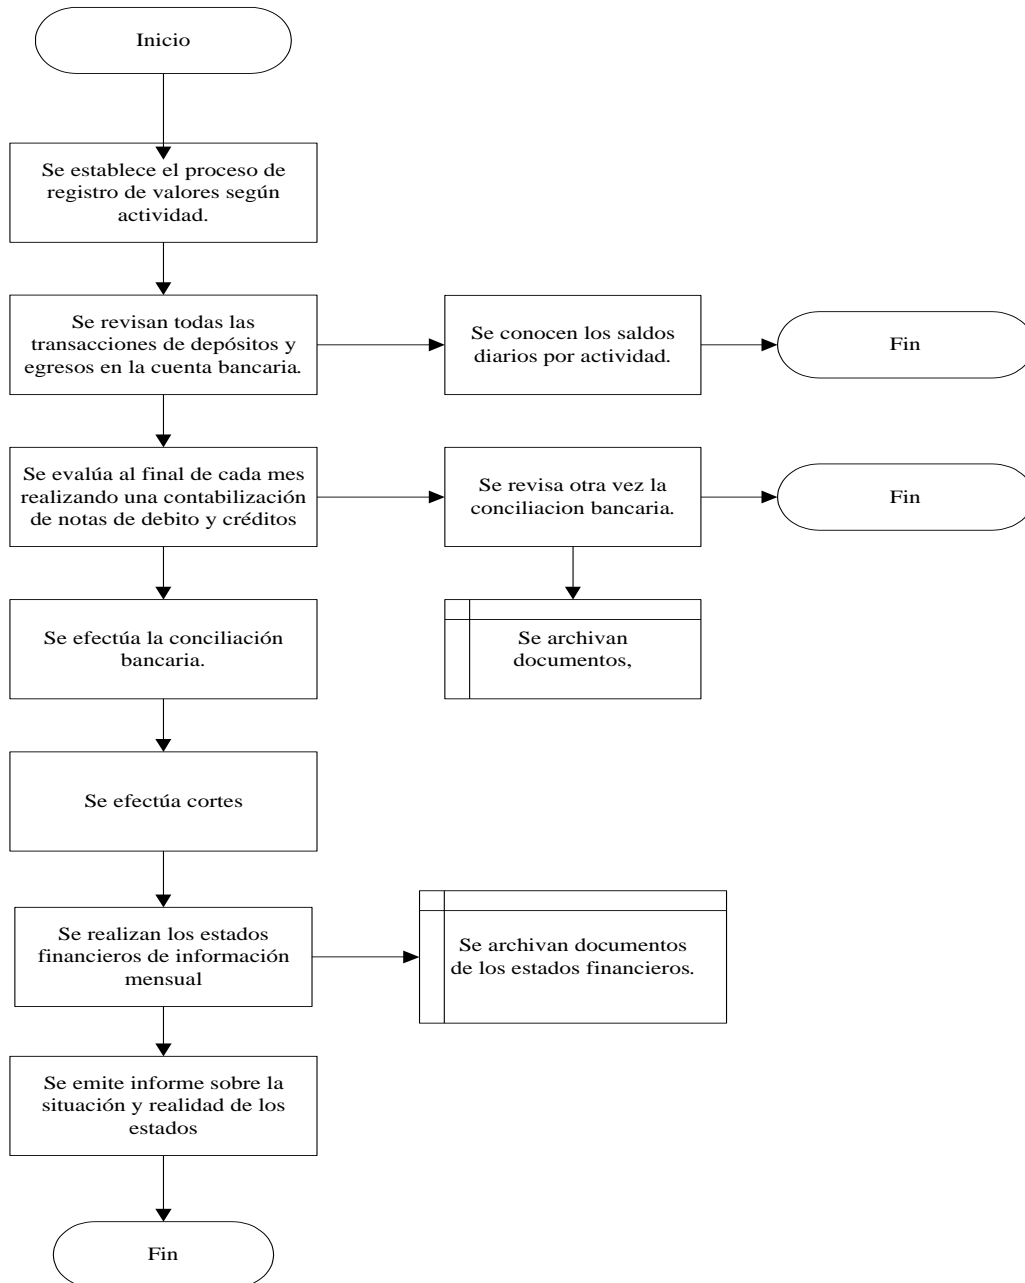 Inicio
Se establece el proceso de
registro de valores según
actividad.
Se revisan todas las
transacciones de depósitos y
egresos en la cuenta bancaria.
Se conocen los saldos
diarios por actividad.
Fin
Se evalúa al final de cada mes
realizando una contabilización
de notas de debito y créditos
Se revisa otra vez la
conciliacion bancaria.
Fin
Se efectúa la conciliación
bancaria.
Se archivan
documentos,
Se efectúa cortes
Se realizan los estados
financieros de información
mensual
Se archivan documentos
de los estados financieros.
Se emite informe sobre la
situación y realidad de los
estados
Fin